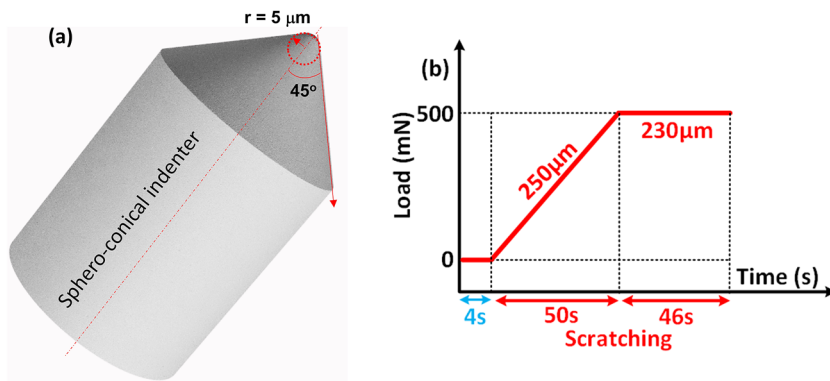 (a)
r = 5 μm
45°
Sphero-conical indenter
(b)
Load (mN)
500
0
250μm
230μm
Time (s)
4s
50s
46s
Scratching